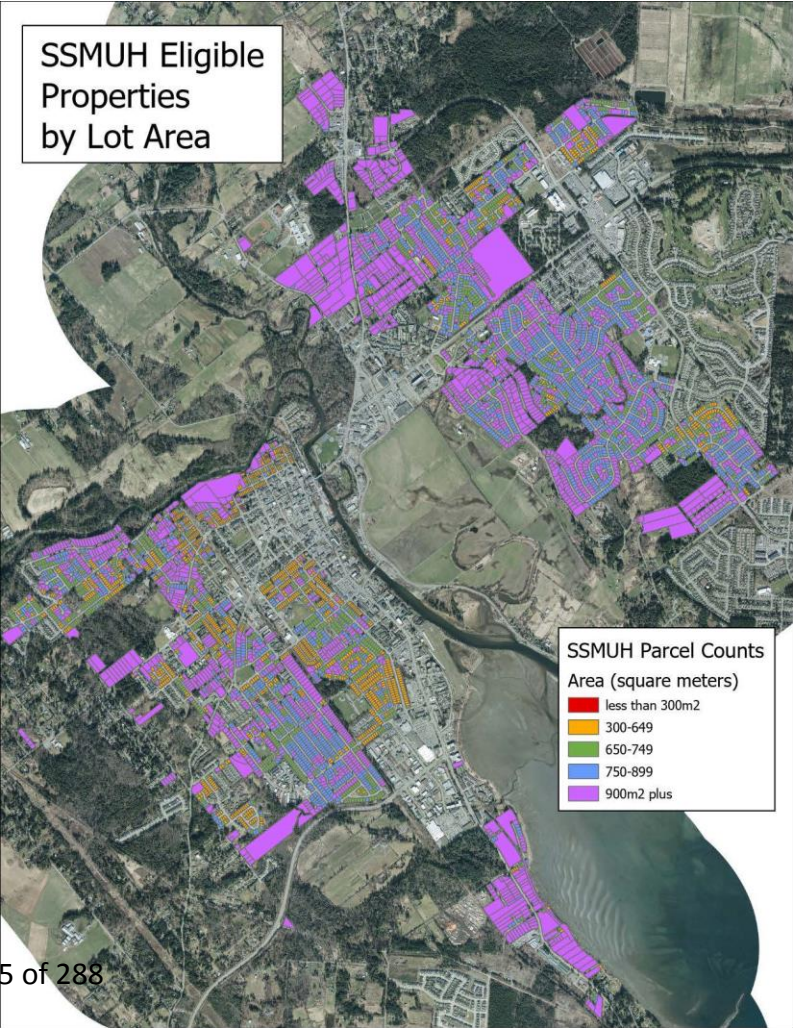 SSMUH Eligible
Properties
by Lot Area
SSMUH Parcel Counts
Area (square meters)
less than 300m2
300-649
650-749
750-899
900m2 plus
5 of 288